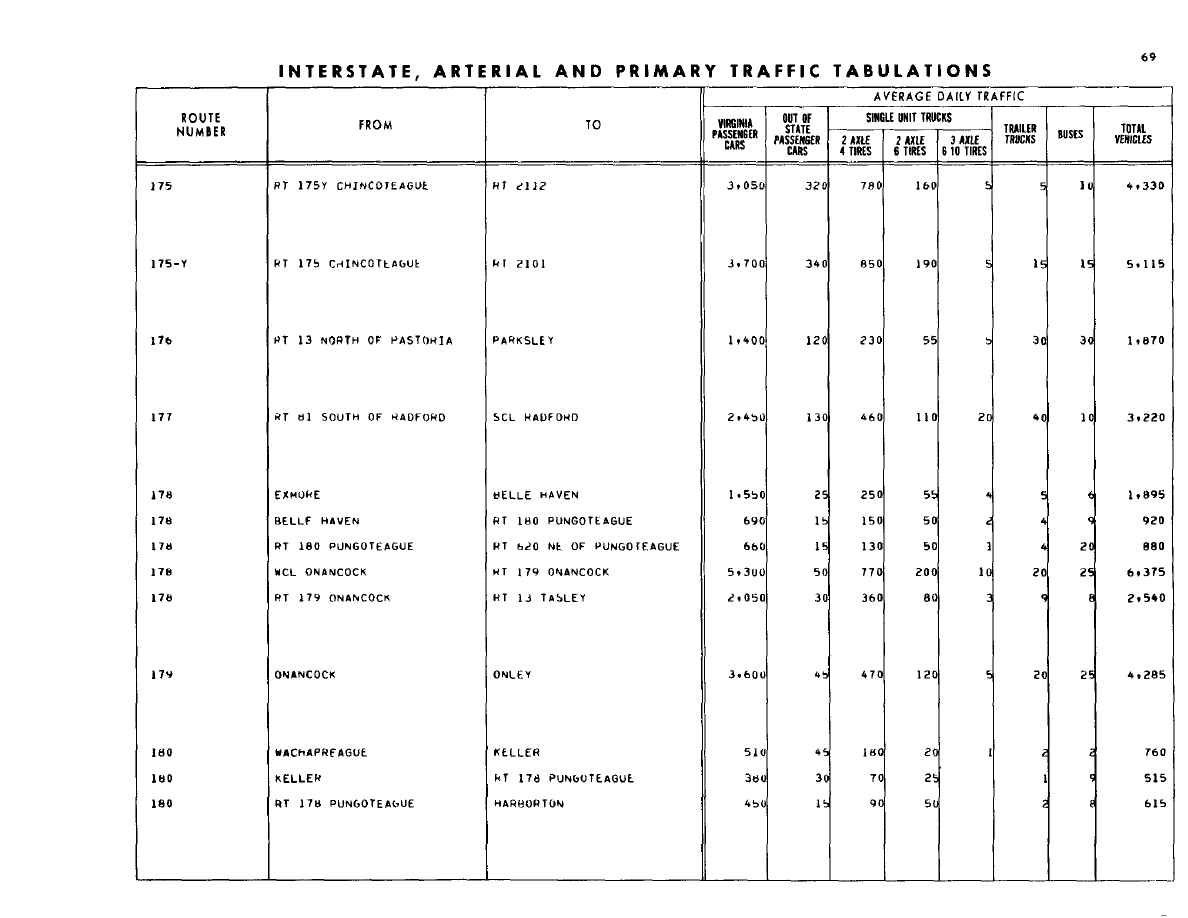 69
INTERSTATE, ARTERIAL AND PRIMARY TRAFFIC TABULATIONS
ROUTE NUMBER FROM TO AVERAGE DAILY TRAFFIC
VIRGINIA PASSENGER CARS OUT OF STATE PASSENGER CARS SINGLE UNIT TRUCKS TRAILER TRUCKS BUSES TOTAL VEHICLES
2 AXLE 4 TIRES 2 AXLE 6 TIRES 3 AXLE 6 10 TIRES
175 RT 175Y CHINCOTEAGUE RT 2112 3,050 320 780 160 5 5 10 4,330
175-Y RT 175 CHINCOTEAGUE RT 2101 3,700 340 850 190 5 15 15 5,115
176 RT 13 NORTH OF PASTORIA PARKSLEY 1,400 120 230 55 5 30 30 1,870
177 RT 81 SOUTH OF RADFORD SCL RADFORD 2,450 130 460 110 20 40 10 3,220
178 EXMORE BELLE HAVEN 1,550 25 250 55 4 5 6 1,895
178 BELLE HAVEN RT 180 PUNGOTEAGUE 690 15 150 50 2 4 9 920
178 RT 180 PUNGOTEAGUE RT 620 NE OF PUNGOTEAGUE 660 15 130 50 1 4 20 880
178 WCL ONANCOCK RT 179 ONANCOCK 5,300 50 770 200 10 20 25 6,375
178 RT 179 ONANCOCK RT 13 TASLEY 2,050 30 360 80 3 9 8 2,540
179 ONANCOCK ONLEY 3,600 45 470 120 5 20 25 4,285
180 WACHAPREAGUE KELLER 510 45 180 20 1 2 2 760
180 KELLER RT 178 PUNGOTEAGUE 380 30 70 25 1 9 515
180 RT 178 PUNGOTEAGUE HARBORTON 450 15 90 50 2 8 615